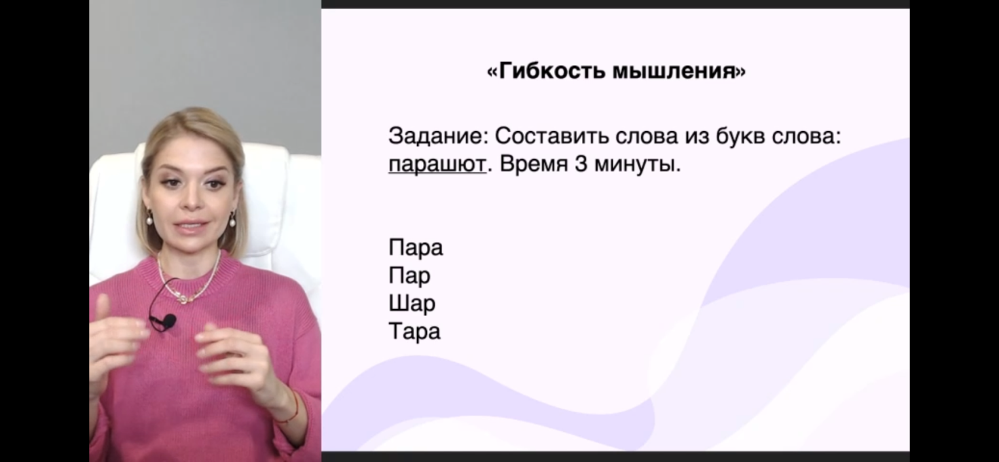 «Гибкость мышления»
Задание: Составить слова из букв слова:
парашют. Время 3 минуты.
Пара
Пар
Шар
Тара